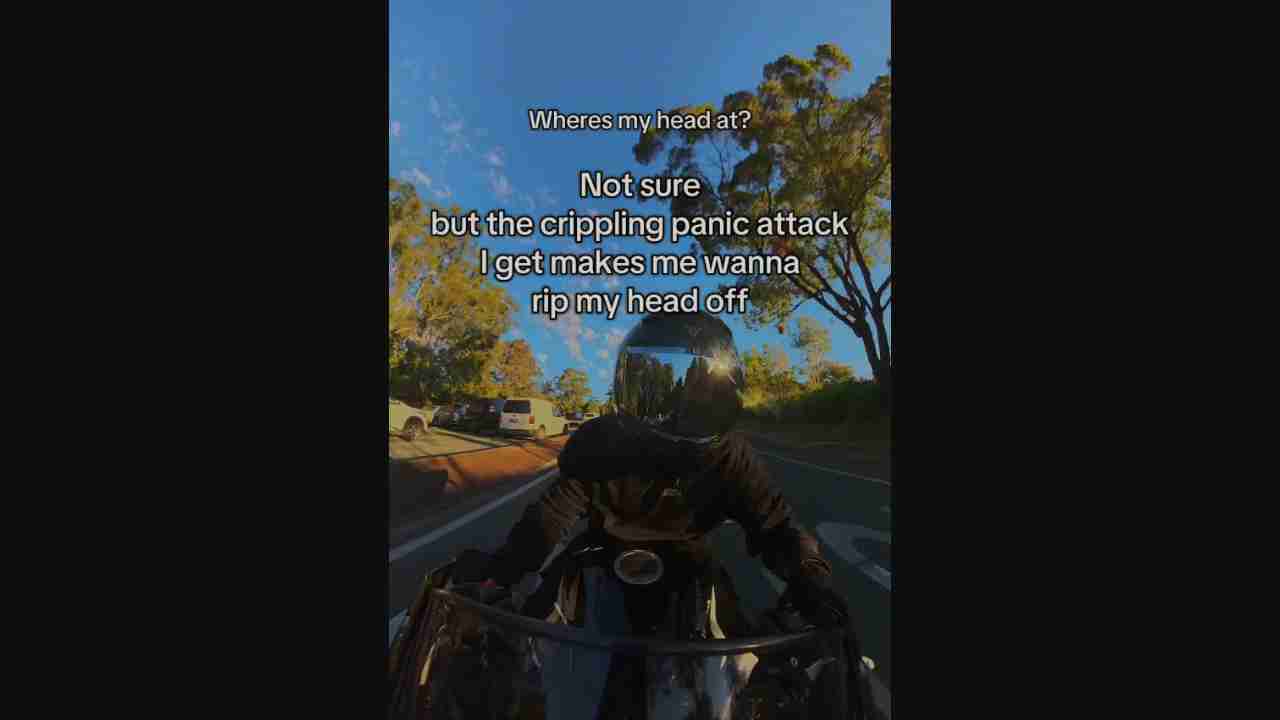 Wheres my head at?
Not sure
but the crippling panic attack
I get makes me wanna
rip my head off